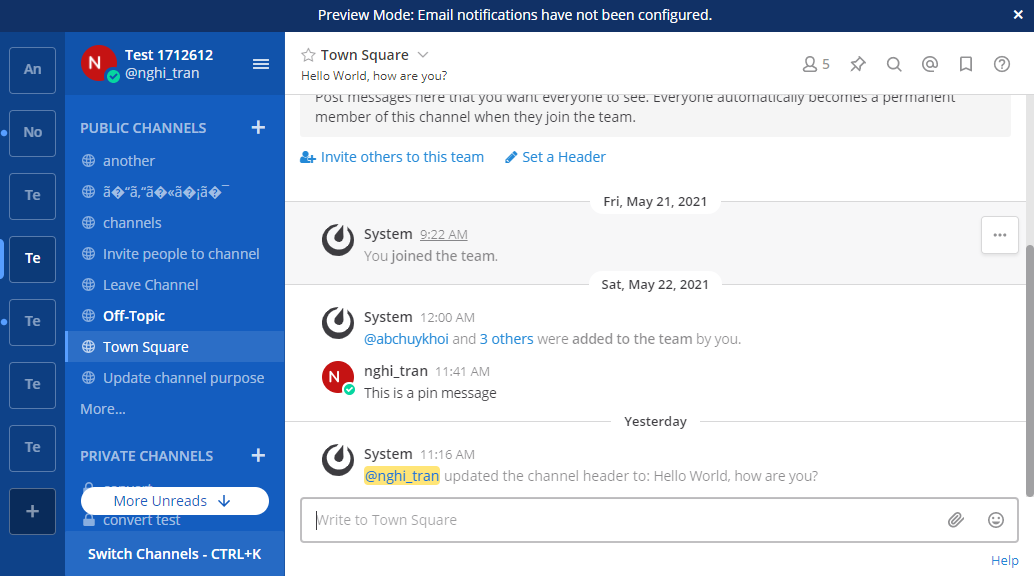 Preview Mode: Email notifications have not been configured.
An
No
Te
Te
Te
Te
Te
N
Test 1712612
@nghi_tran
PUBLIC CHANNELS
another
channels
Invite people to channel
Leave Channel
Off-Topic
Town Square
Update channel purpose
More...
PRIVATE CHANNELS
More Unreads
convert test
Switch Channels - CTRL+K
Town Square
Hello World, how are you?
5
Post messages here that you want everyone to see. Everyone automatically becomes a permanent
member of this channel when they join the team.
Invite others to this team
Set a Header
Fri, May 21, 2021
System 9:22 AM
You joined the team.
Sat, May 22, 2021
System 12:00 AM
@abchuykhoi and 3 others were added to the team by you.
N
nghi_tran 11:41 AM
This is a pin message
Yesterday
System 11:16 AM
@nghi_tran updated the channel header to: Hello World, how are you?
Write to Town Square
Help